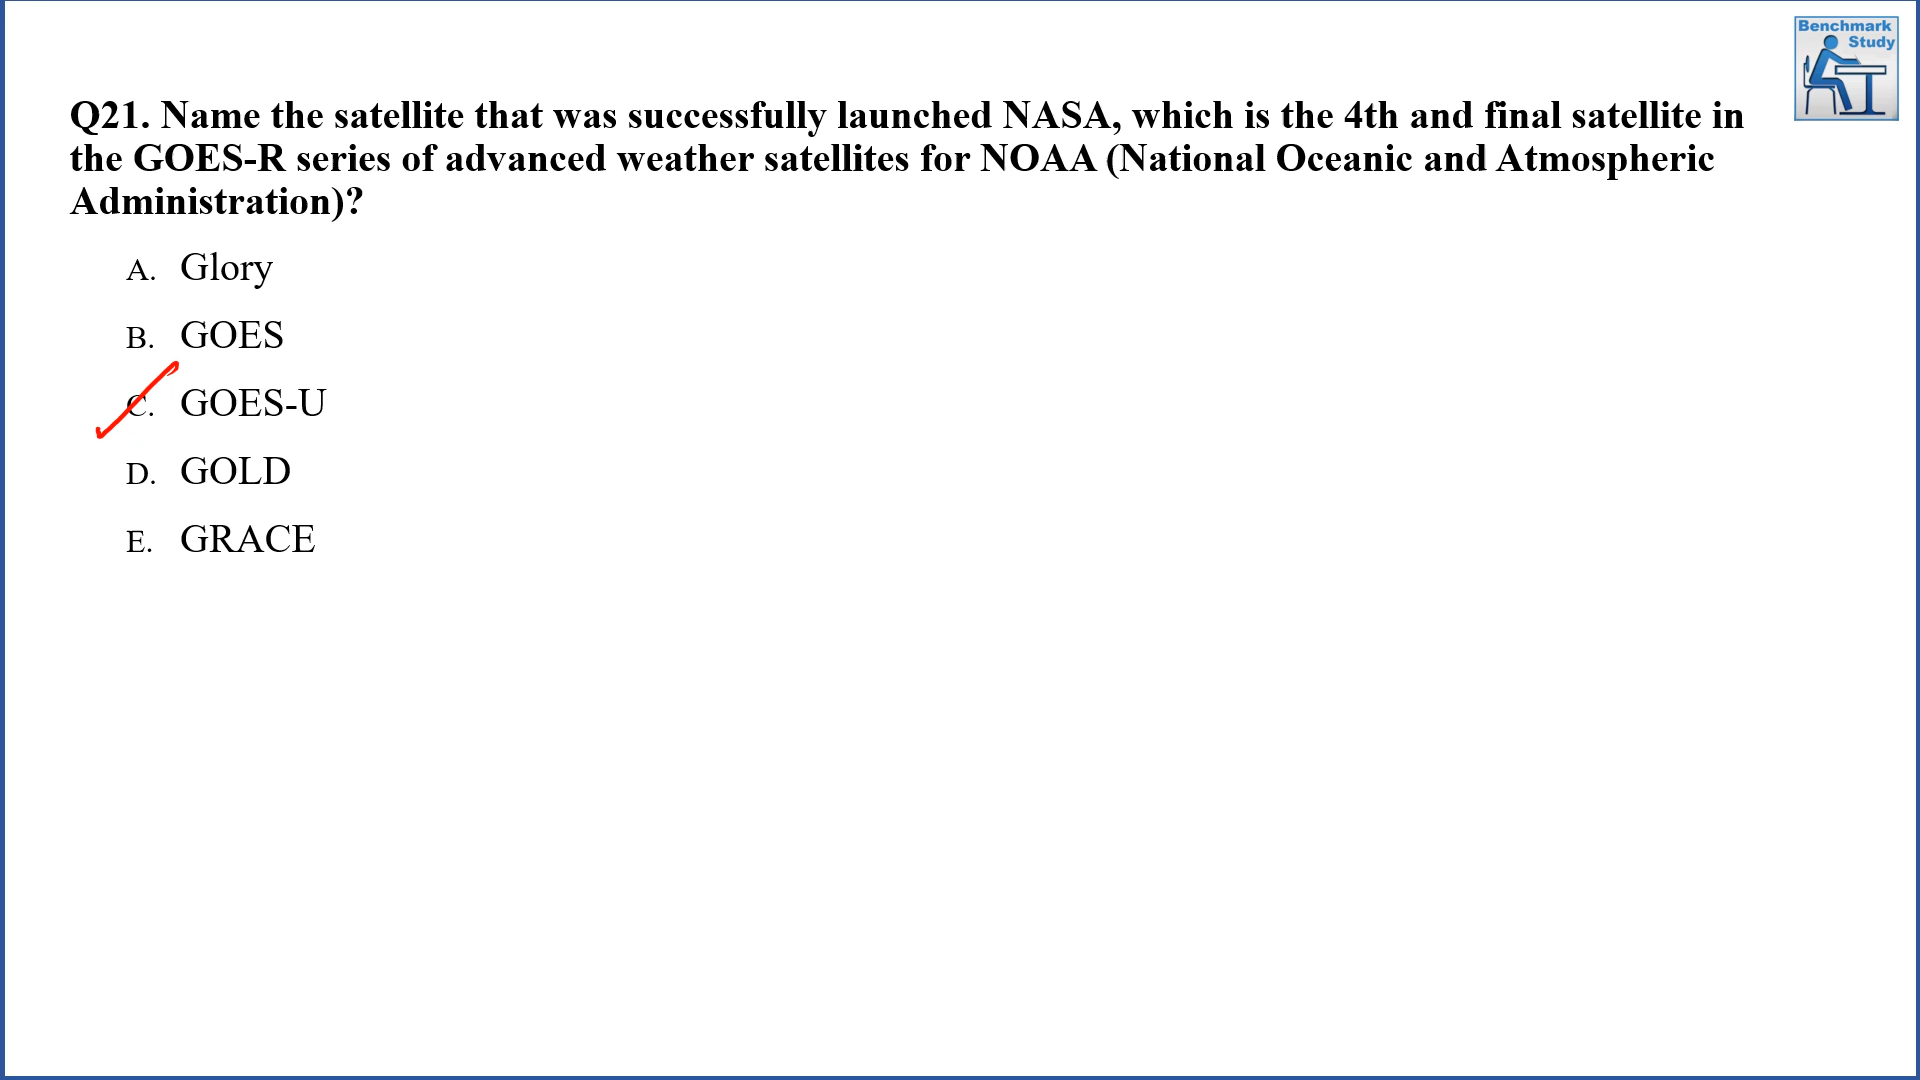 Benchmark
Study
Q21. Name the satellite that was successfully launched NASA, which is the 4th and final satellite in
the GOES-R series of advanced weather satellites for NOAA (National Oceanic and Atmospheric
Administration)?
A. Glory
B. GOES
C. GOES-U
D. GOLD
E. GRACE